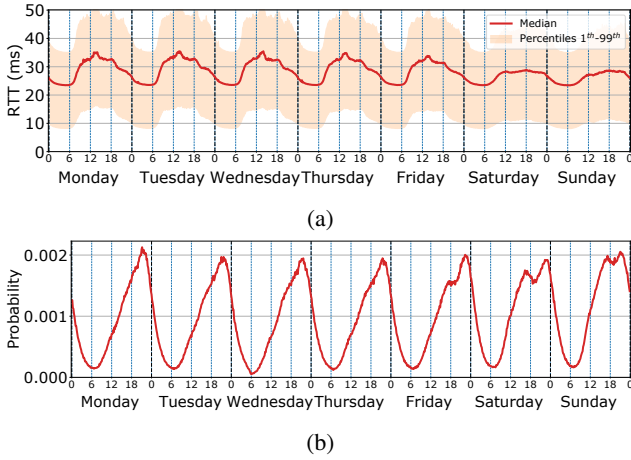 50
40
30
20
10
0
RTT (ms)
Median
Percentiles 1th-99th
0 6 12 18 0 6 12 18 0 6 12 18 0 6 12 18 0 6 12 18 0 6 12 18 0 6 12 18 0
Monday Tuesday Wednesday Thursday Friday Saturday Sunday
(a)
0.002
0.001
0.000
Probability
0 6 12 18 0 6 12 18 0 6 12 18 0 6 12 18 0 6 12 18 0 6 12 18 0 6 12 18 0
Monday Tuesday Wednesday Thursday Friday Saturday Sunday
(b)